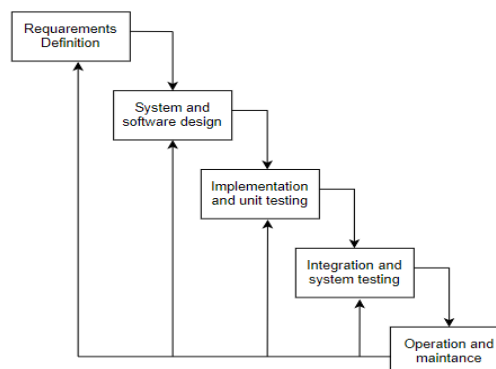 Requarements
Definition
System and
software design
Implementation
and unit testing
Integration and
system testing
Operation and
maintance